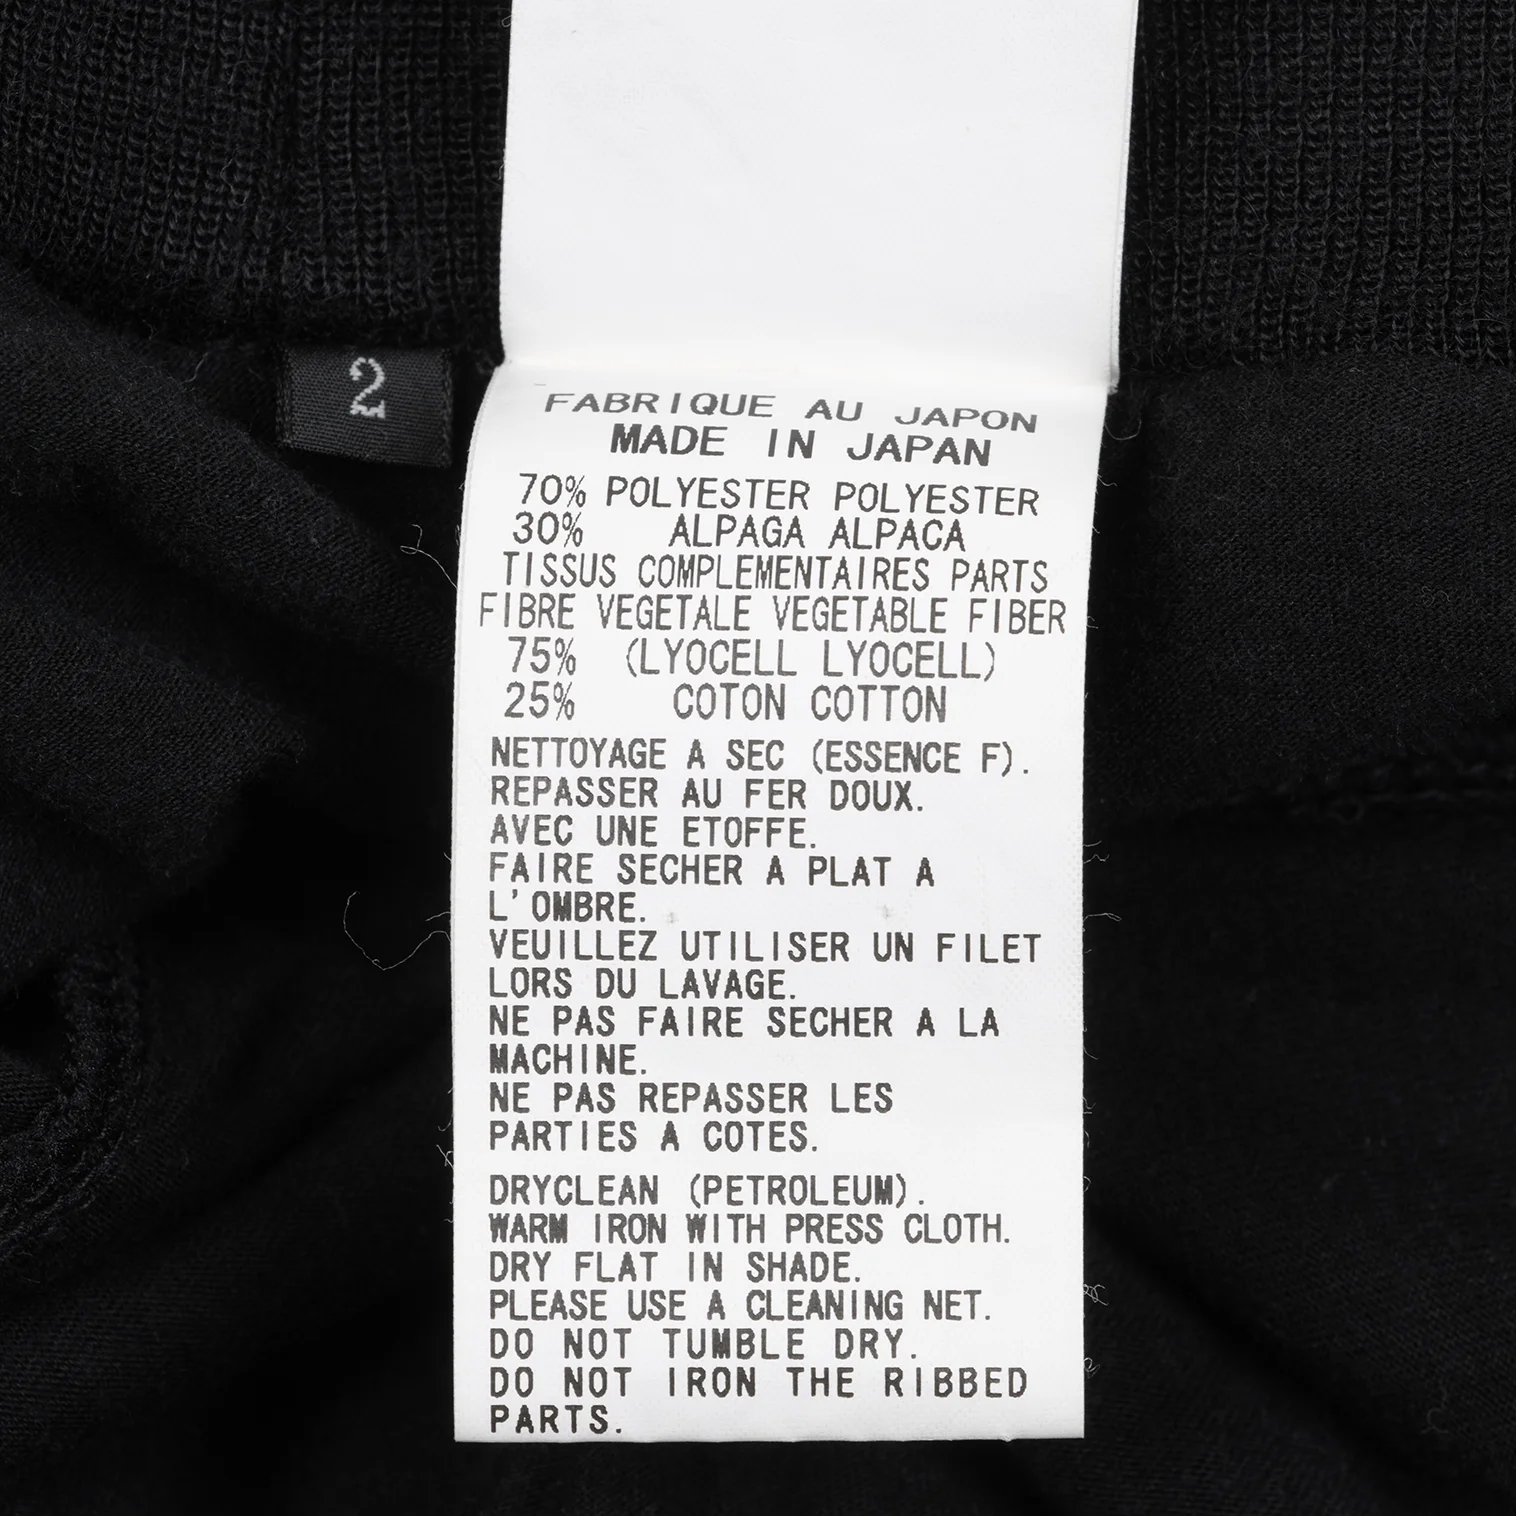 2
FABRIQUE AU JAPON
MADE IN JAPAN
70% POLYESTER POLYESTER
30% ALPAGA ALPACA
TISSUS COMPLEMENTAIRES PARTS
FIBRE VEGETALE VEGETABLE FIBER
75% (LYOCELL LYOCELL)
25% COTON COTTON
NETTOYAGE A SEC (ESSENCE F).
REPASSER AU FER DOUX.
AVEC UNE ETOFFE.
FAIRE SECHER A PLAT A
L'OMBRE.
VEUILLEZ UTILISER UN FILET
LORS DU LAVAGE.
NE PAS FAIRE SECHER A LA
MACHINE.
NE PAS REPASSER LES
PARTIES A COTES.
DRYCLEAN (PETROLEUM).
WARM IRON WITH PRESS CLOTH.
DRY FLAT IN SHADE.
PLEASE USE A CLEANING NET.
DO NOT TUMBLE DRY.
DO NOT IRON THE RIBBED
PARTS.